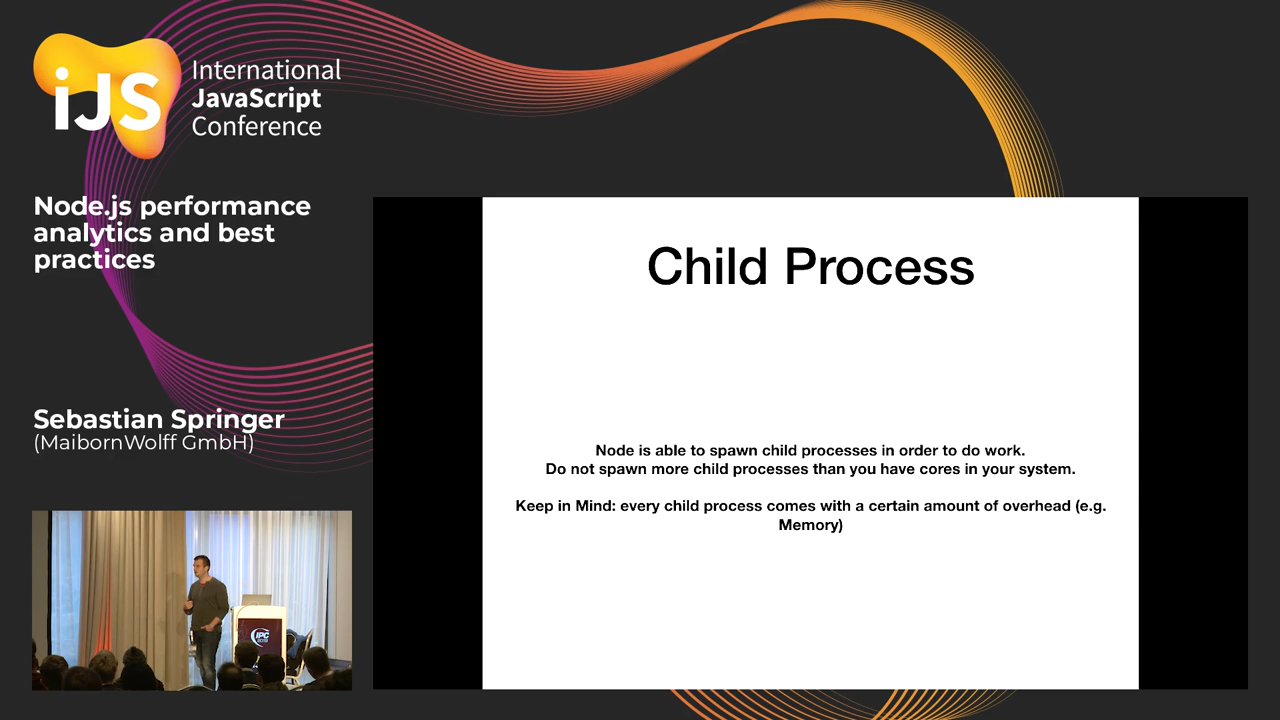 iJS
International
JavaScript
Conference
Node.js performance
analytics and best
practices
Sebastian Springer
(MaibornWolff GmbH)
Child Process
Node is able to spawn child processes in order to do work.
Do not spawn more child processes than you have cores in your system.
Keep in Mind: every child process comes with a certain amount of overhead (e.g.
Memory)
IPC
2018